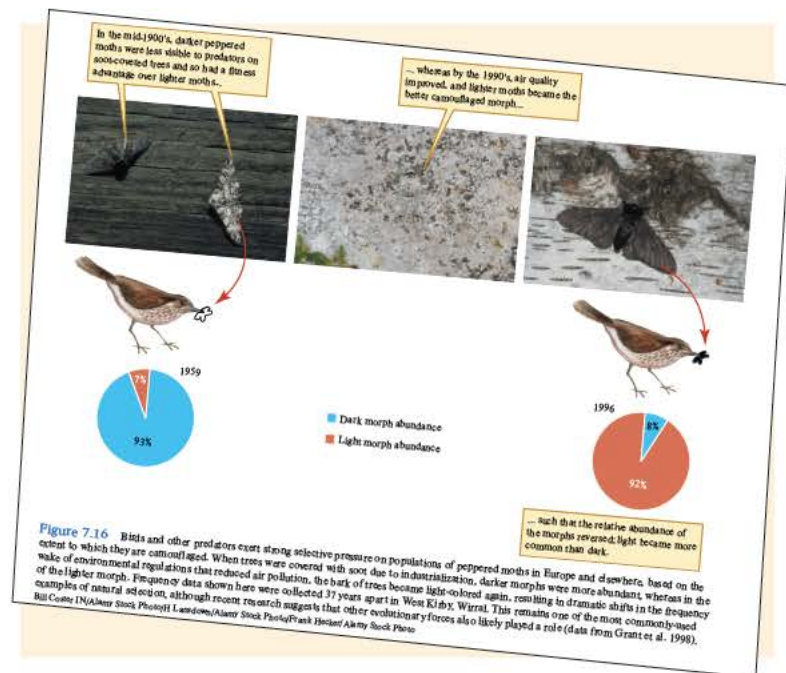 In the mid-1900's, darker peppered
moths were less visible to predators on
soot-coveted trees and so had a fitness
advantage over lighter moths...
... whereas by the 1990's, air quality
improved, and lighter moths became the
better camouflaged morph...
1959
7%
93%
Dark morph abundance
Light morph abundance
1996
8%
92%
... such that the relative abundance of
the morphs reversed; light became more
common than dark.
Figure 7.16 Birds and other predators exert strong selective pressure on populations of peppered moths in Europe and elsewhere, based on the
extent to which they are camouflaged. When trees were covered with soot due to industrialization, darker morphs were more abundant, whereas in the
wake of environmental regulations that reduced air pollution, the bark of trees became light-colored again, resulting in dramatic shifts in the frequency
of the lighter morph. Frequency data shown here were collected 37 years apart in West Kirby, Wirral. This remains one of the most commonly-used
examples of natural selection, although recent research suggests that other evolutionary forces also likely played a role (data from Grant et al. 1998).
Bill Coster IN/Alamy Stock Photo/H Lansdown/Alamy Stock Photo/Frank Hecker/Alamy Stock Photo